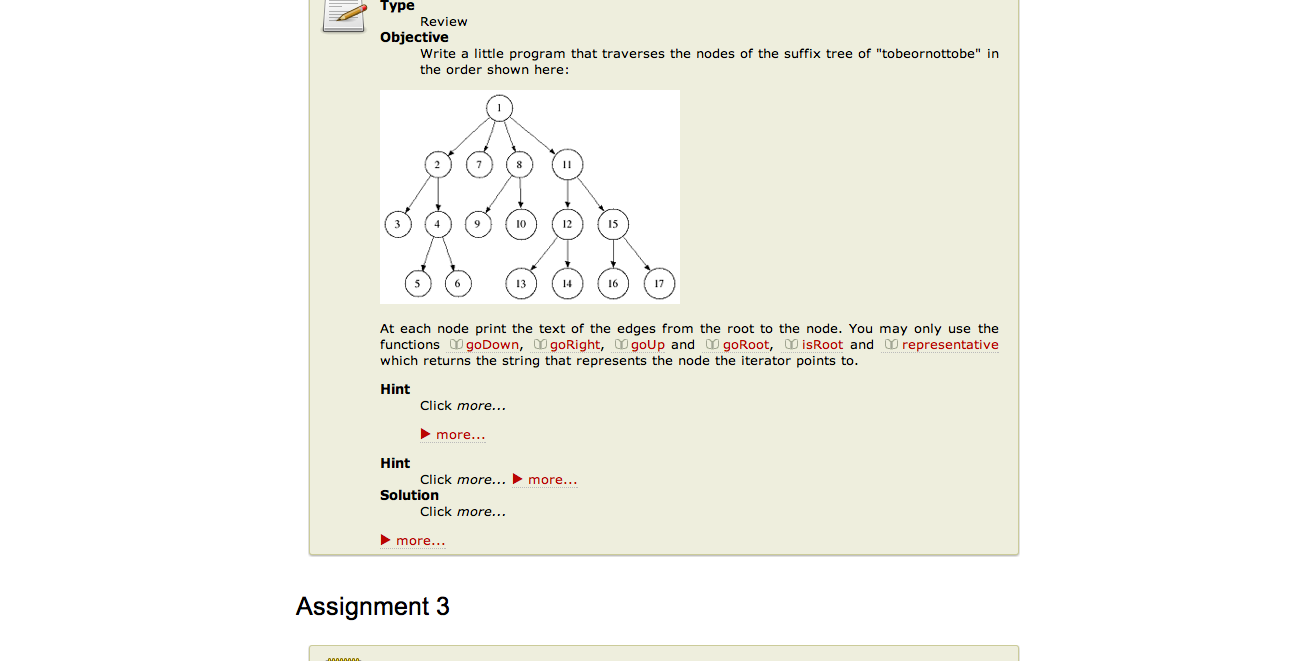 Type
Review
Objective
Write a little program that traverses the nodes of the suffix tree of "tobeornottobe" in
the order shown here:
1
2 7 8 11
3 4 9 10 12 15
5 6 13 14 16 17
At each node print the text of the edges from the root to the node. You may only use the
functions goDown, goRight, goUp and goRoot, isRoot and representative
which returns the string that represents the node the iterator points to.
Hint
Click more...
more...
Hint
Click more... more...
Solution
Click more...
more...
Assignment 3